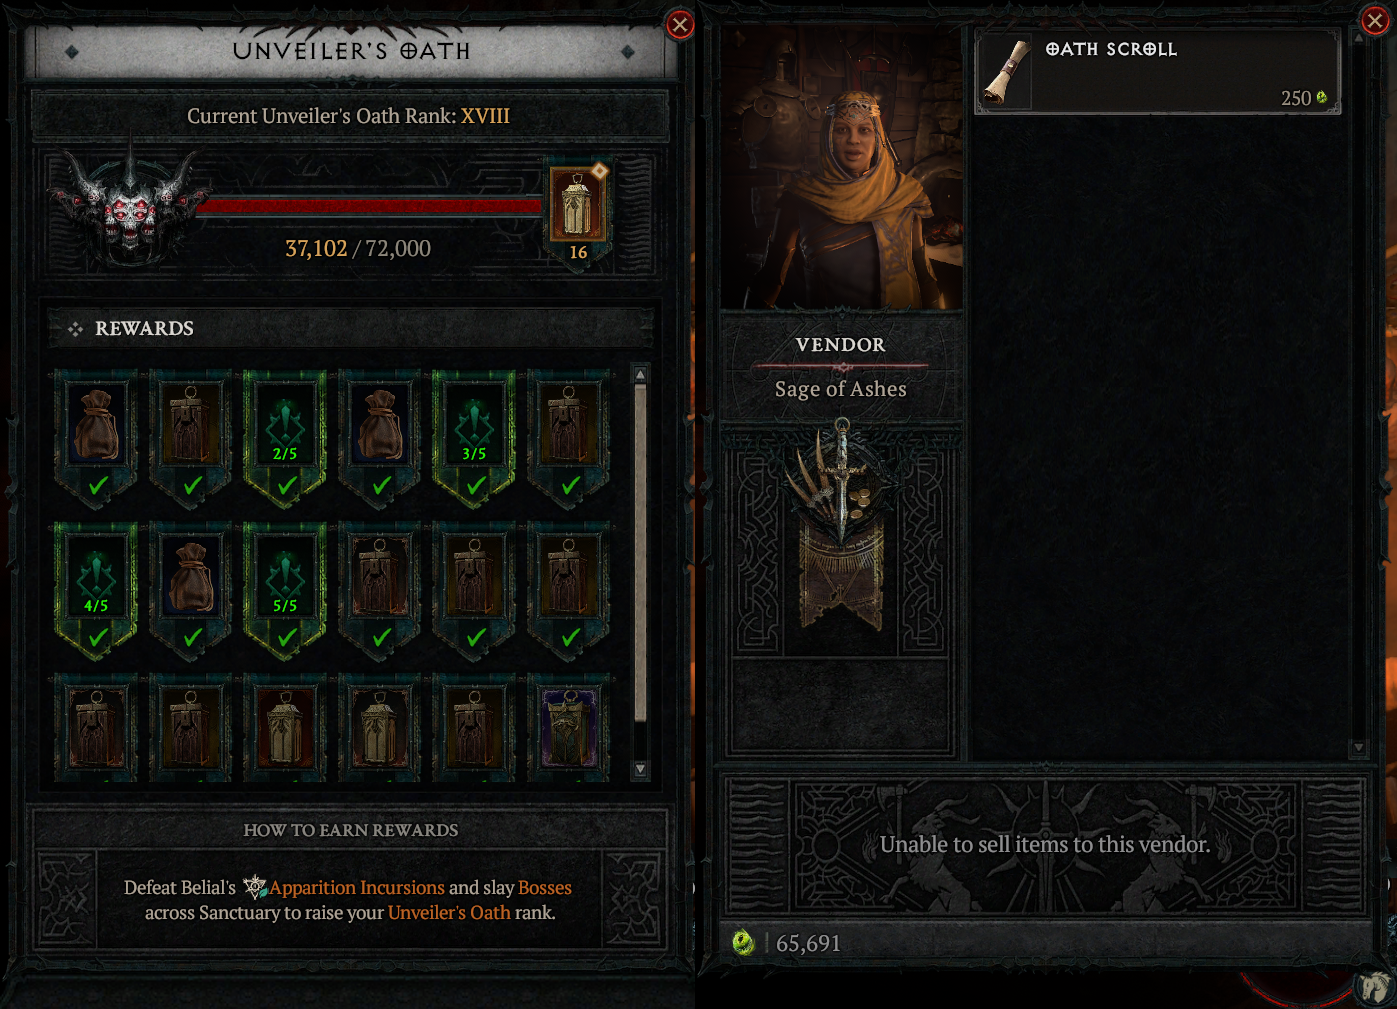 UNVEILER'S OATH
Current Unveiler's Oath Rank: XVIII
37,102 / 72,000
16
REWARDS
2/5
3/5
4/5
5/5
HOW TO EARN REWARDS
Defeat Belial's Apparition Incursions and slay Bosses
across Sanctuary to raise your Unveiler's Oath rank.
OATH SCROLL
250
VENDOR
Sage of Ashes
Unable to sell items to this vendor.
65,691